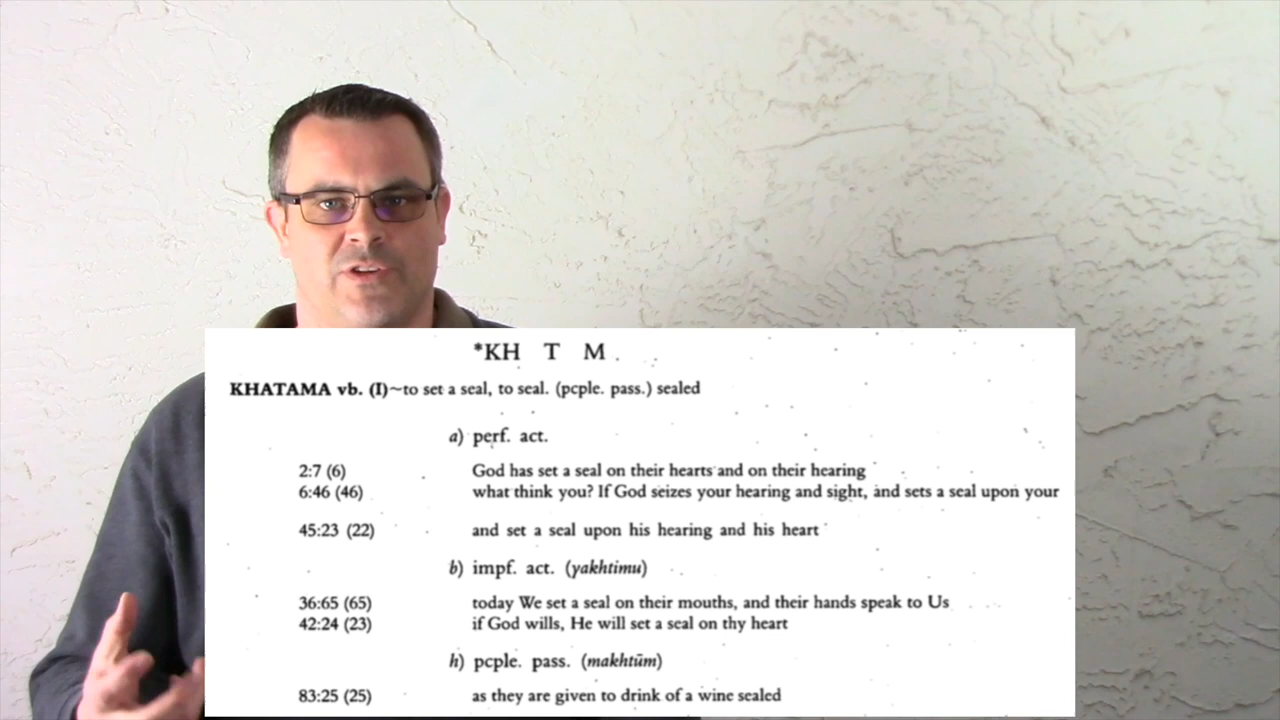 *KH T M
KHATAMA vb. (I)~to set a seal, to seal. (pcple. pass.) sealed
a) perf. act.
2:7 (6) God has set a seal on their hearts and on their hearing
6:46 (46) what think you? If God seizes your hearing and sight, and sets a seal upon your
45:23 (22) and set a seal upon his hearing and his heart
b) impf. act. (yakhtimu)
36:65 (65) today We set a seal on their mouths, and their hands speak to Us
42:24 (23) if God wills, He will set a seal on thy heart
h) pcple. pass. (makhtūm)
83:25 (25) as they are given to drink of a wine sealed